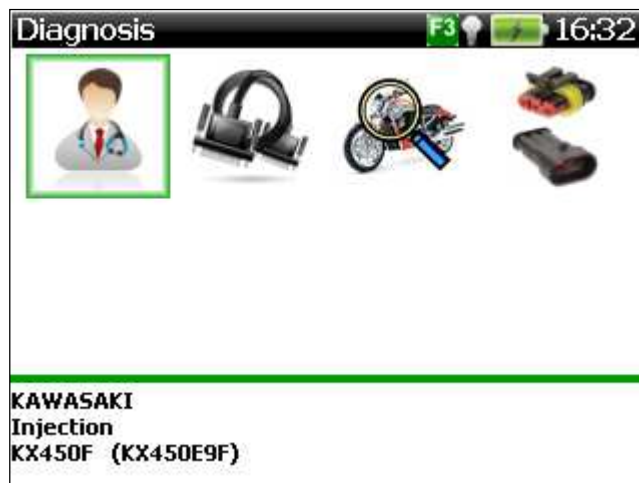 Diagnosis F3 16:32
KAWASAKI
Injection
KX450F (KX450E9F)